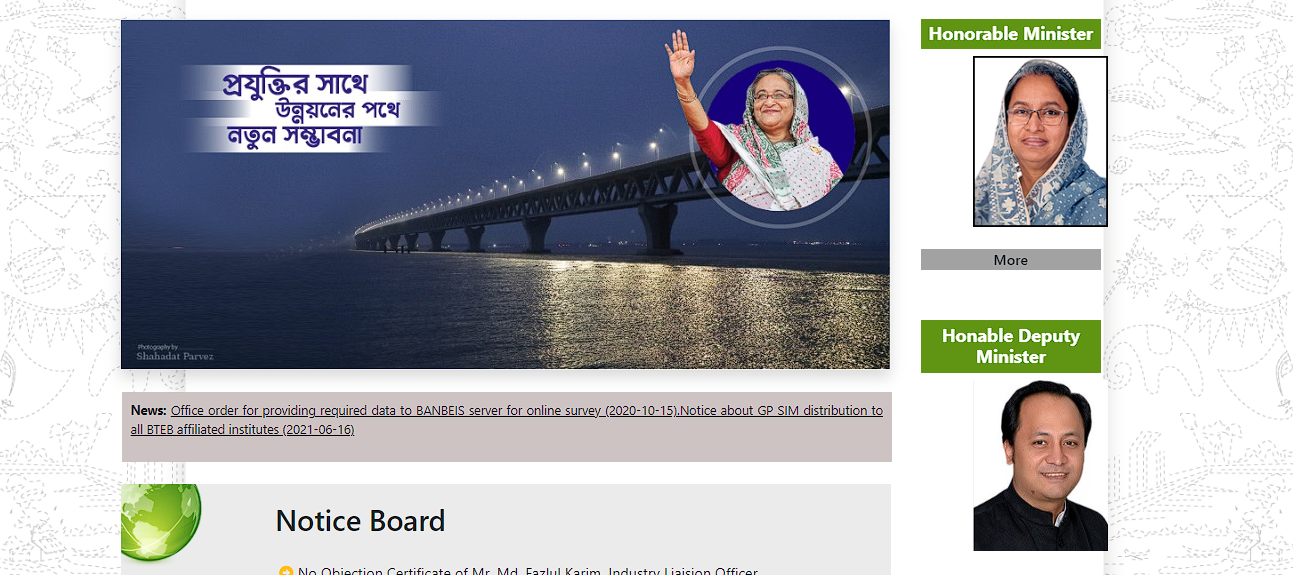 প্রযুক্তির সাথে
উন্নয়নের পথে
নতুন সম্ভাবনা
Photography by
Shahadat Parvez
News: Office order for providing required data to BANBEIS server for online survey (2020-10-15).Notice about GP SIM distribution to
all BTEB affiliated institutes (2021-06-16)
Notice Board
No Objection Certificate of Mr. Md. Fazlul Karim, Industry Liaision Officer
Honorable Minister
More
Honable Deputy
Minister